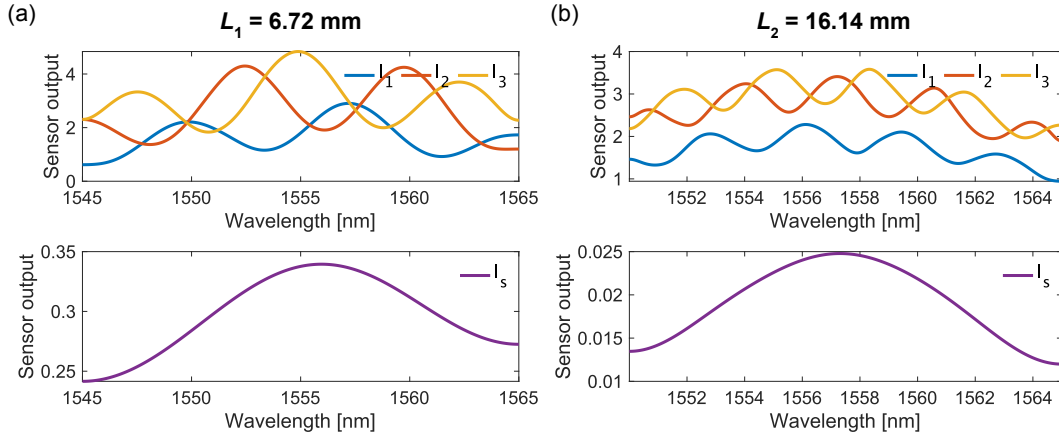 (a)
L1 = 6.72 mm
Sensor output
4
2
0
I1 I2 I3
1545 1550 1555 1560 1565
Wavelength [nm]
Sensor output
0.35
0.3
0.25
Is
1545 1550 1555 1560 1565
Wavelength [nm]
(b)
L2 = 16.14 mm
Sensor output
4
3
2
1
I1 I2 I3
1552 1554 1556 1558 1560 1562 1564
Wavelength [nm]
Sensor output
0.025
0.02
0.015
0.01
Is
1552 1554 1556 1558 1560 1562 1564
Wavelength [nm]